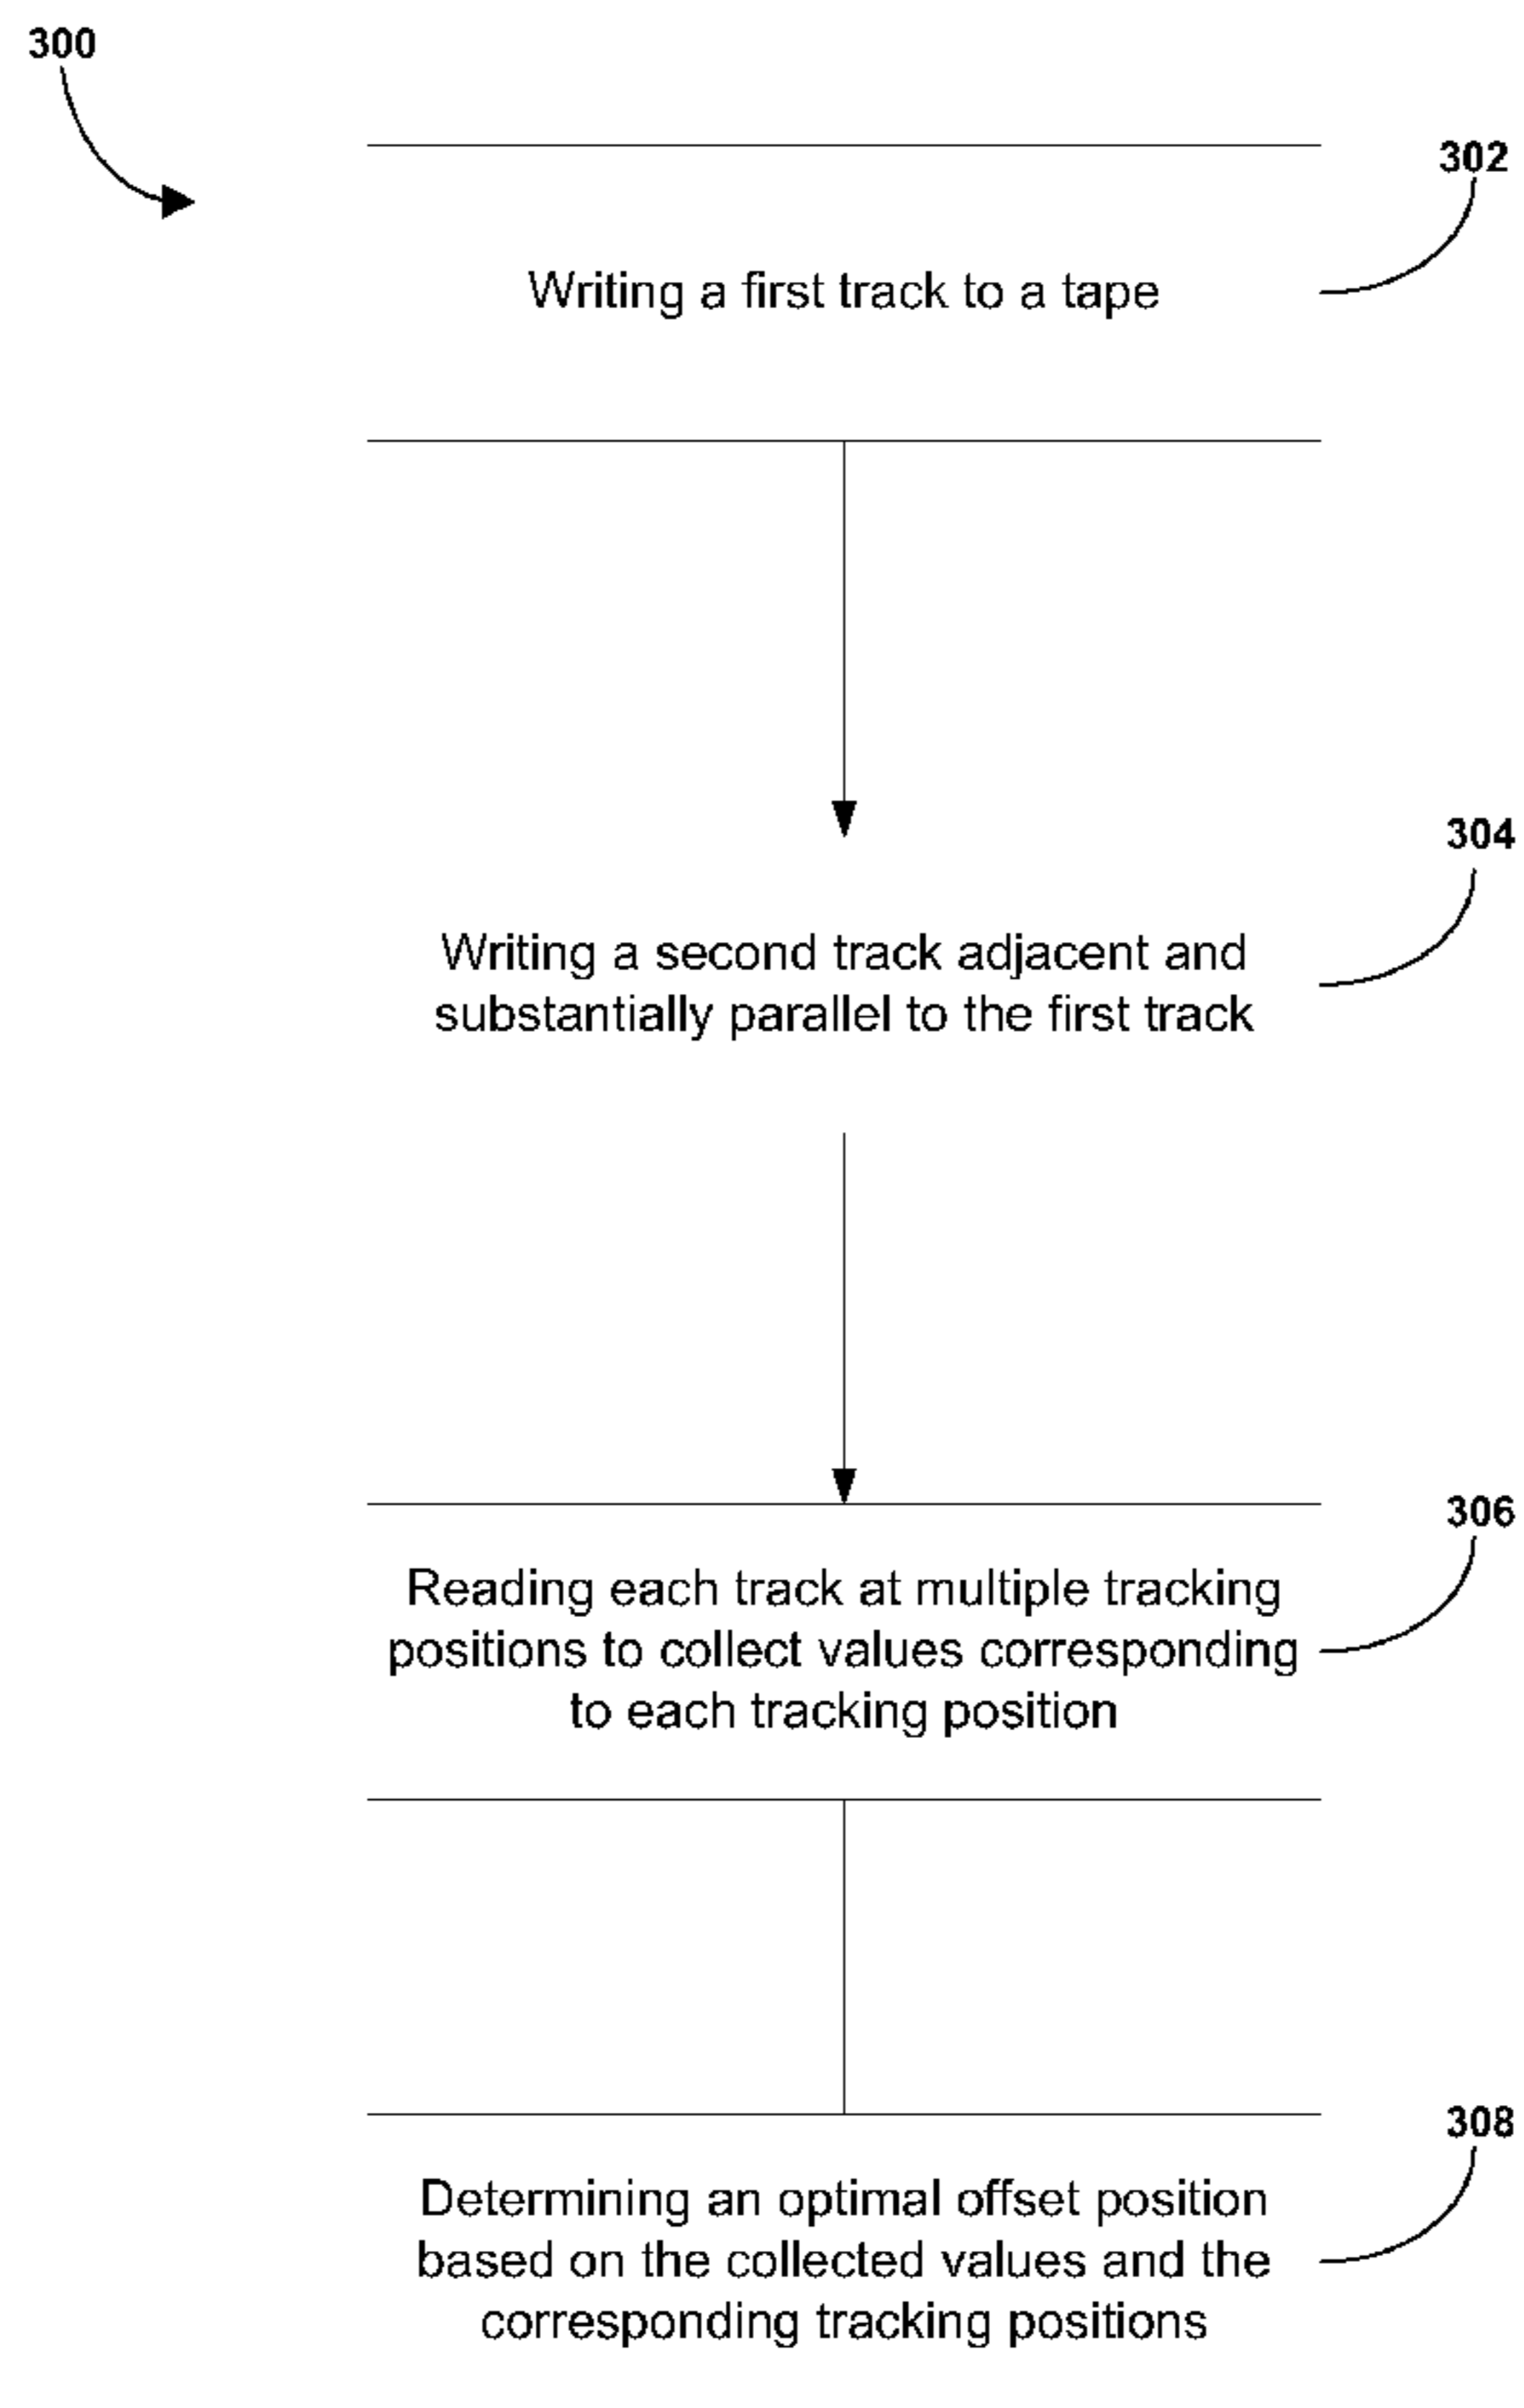 300
302
Writing a first track to a tape
304
Writing a second track adjacent and
substantially parallel to the first track
306
Reading each track at multiple tracking
positions to collect values corresponding
to each tracking position
308
Determining an optimal offset position
based on the collected values and the
corresponding tracking positions